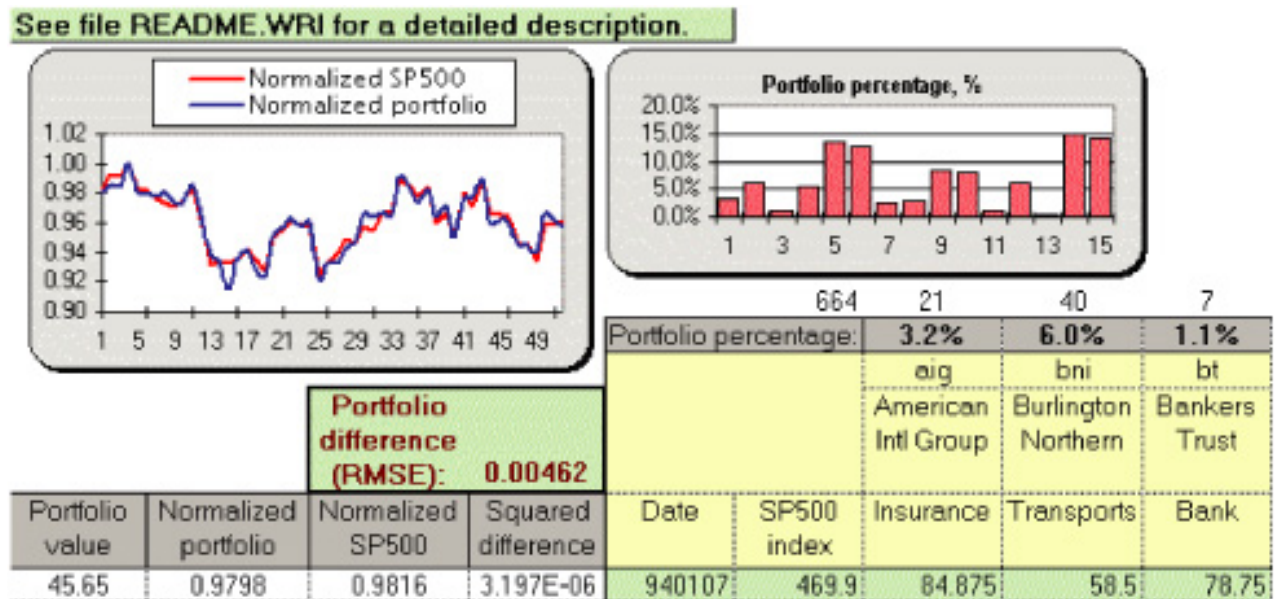 See file README.WRI for a detailed description.
Normalized SP500
Normalized portfolio
1.02
1.00
0.98
0.96
0.94
0.92
0.90
1 5 9 13 17 21 25 29 33 37 41 45 49
Portfolio percentage, %
20.0%
15.0%
10.0%
5.0%
0.0%
1 3 5 7 9 11 13 15
664 21 40 7
Portfolio percentage: 3.2% 6.0% 1.1%
aig bni bt
American Burlington Bankers
Intl Group Northern Trust
Portfolio
difference
(RMSE): 0.00462
Portfolio Normalized Normalized Squared Date SP500 Insurance Transports Bank
value portfolio SP500 difference index
45.65 0.9798 0.9816 3.197E-06 940107 469.9 84.875 58.5 78.75